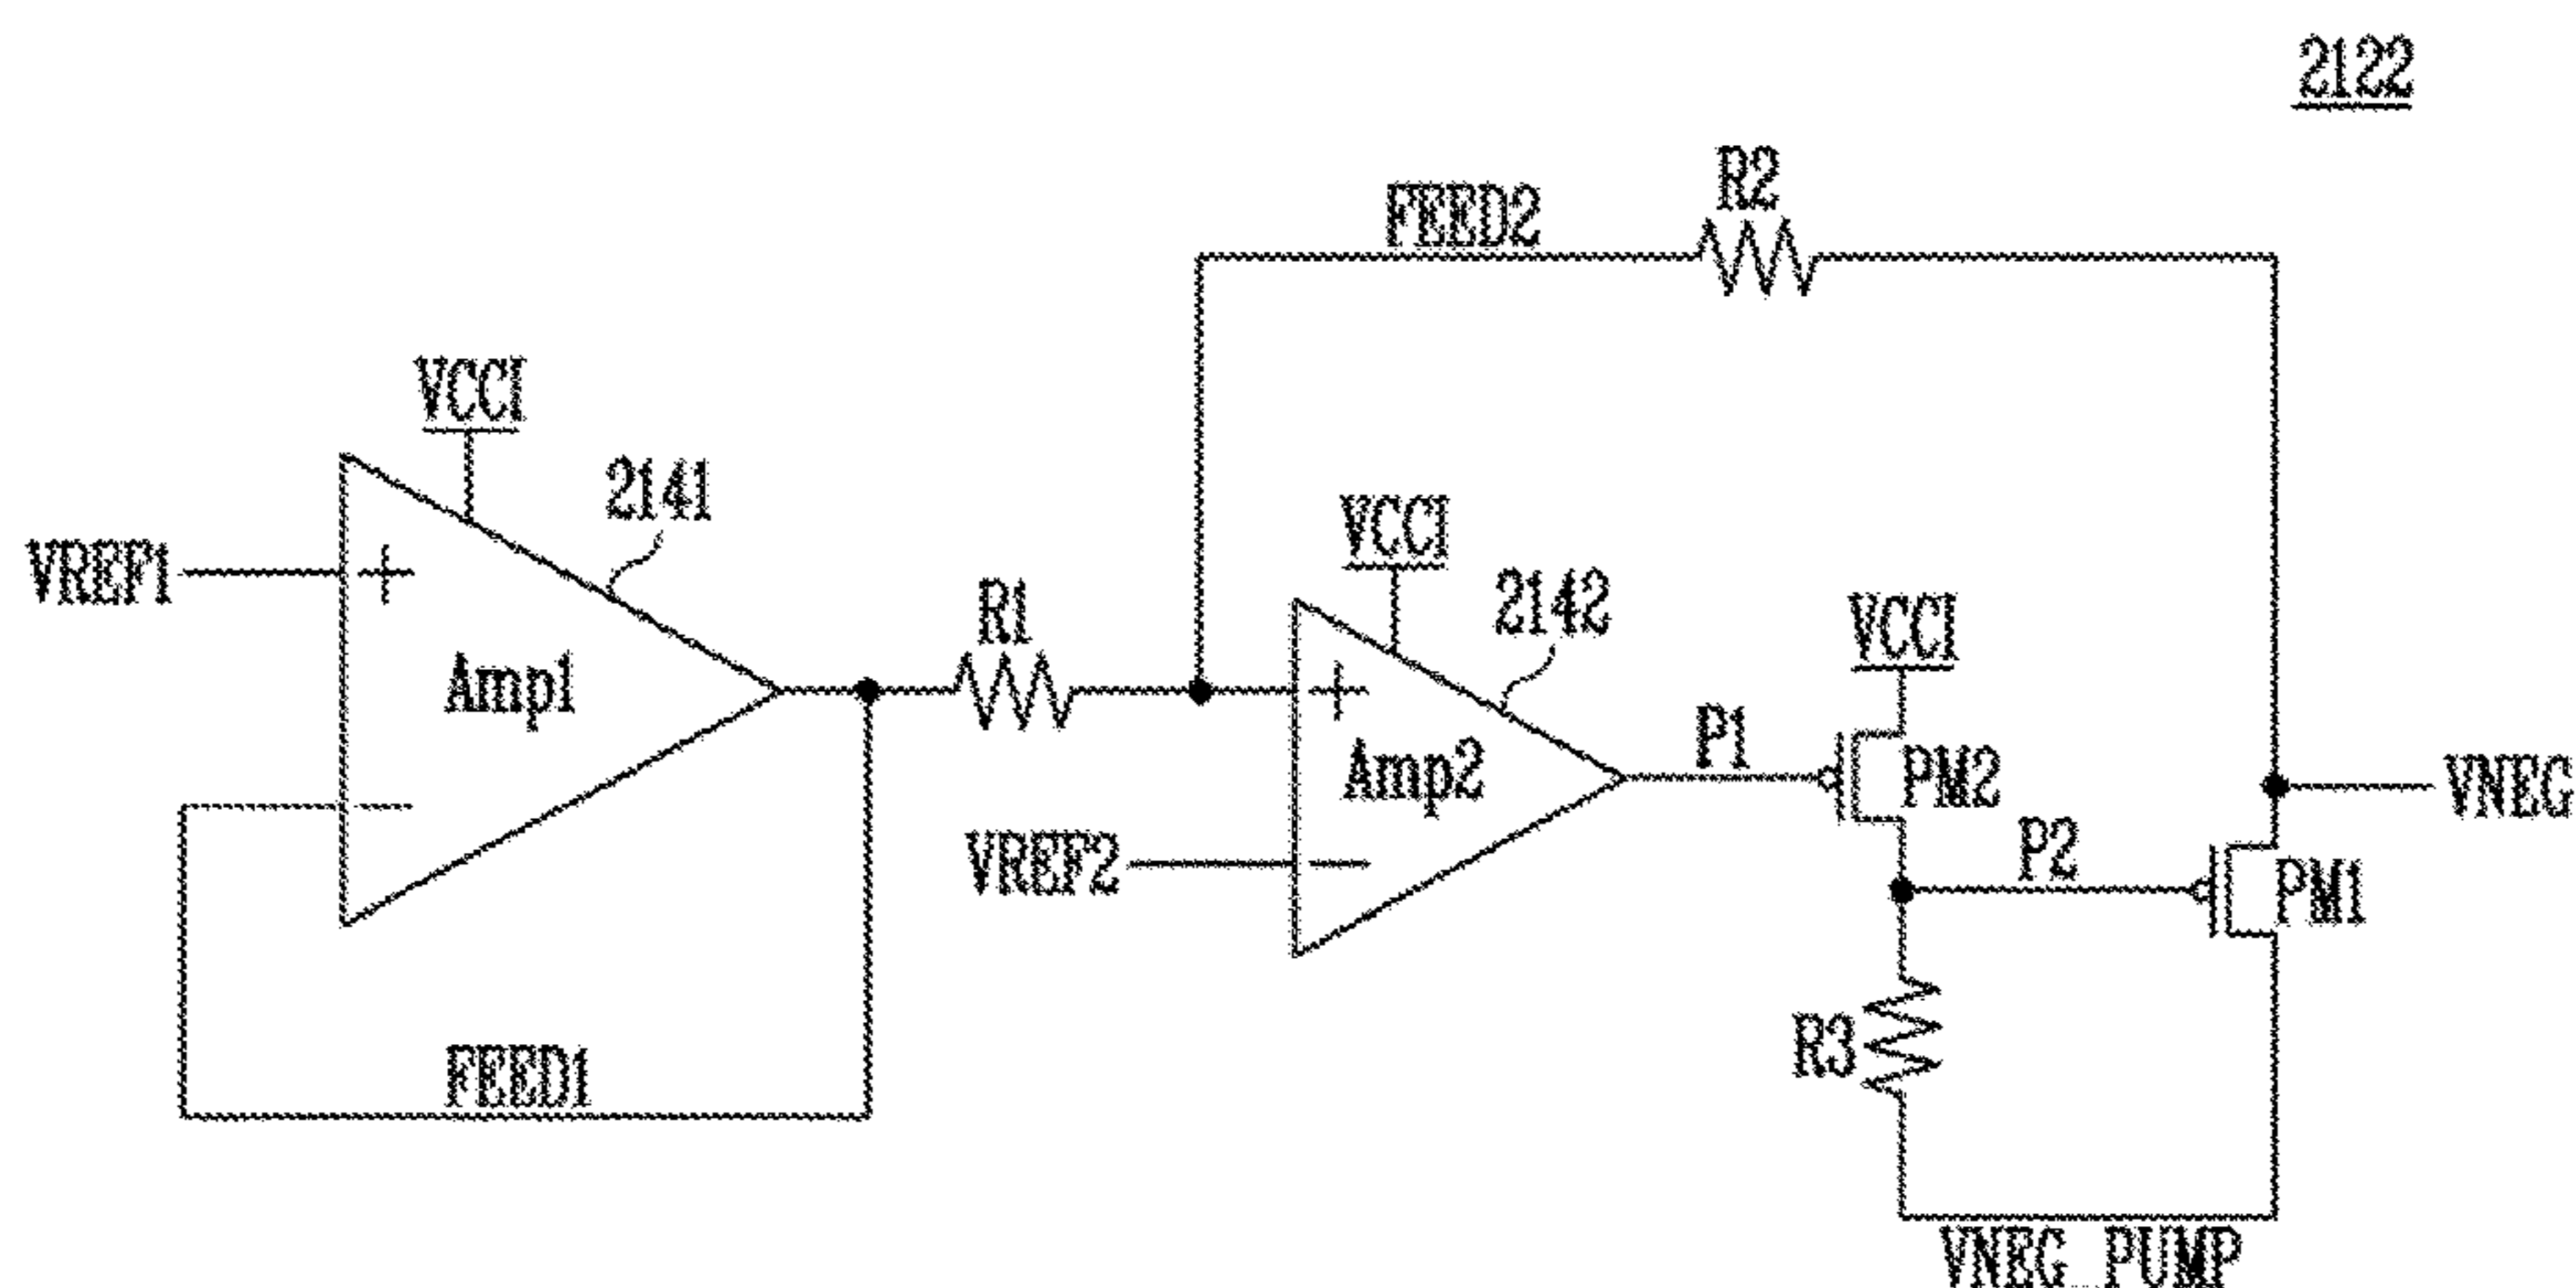 2122
R2
FEED2
VCCI
2141
VREF1
+
Amp1
−
FEED1
R1
VCCI
2142
+
Amp2
VREF2
−
P1
VCCI
PM2
VNEG
P2
PM1
R3
VNEG_PUMP